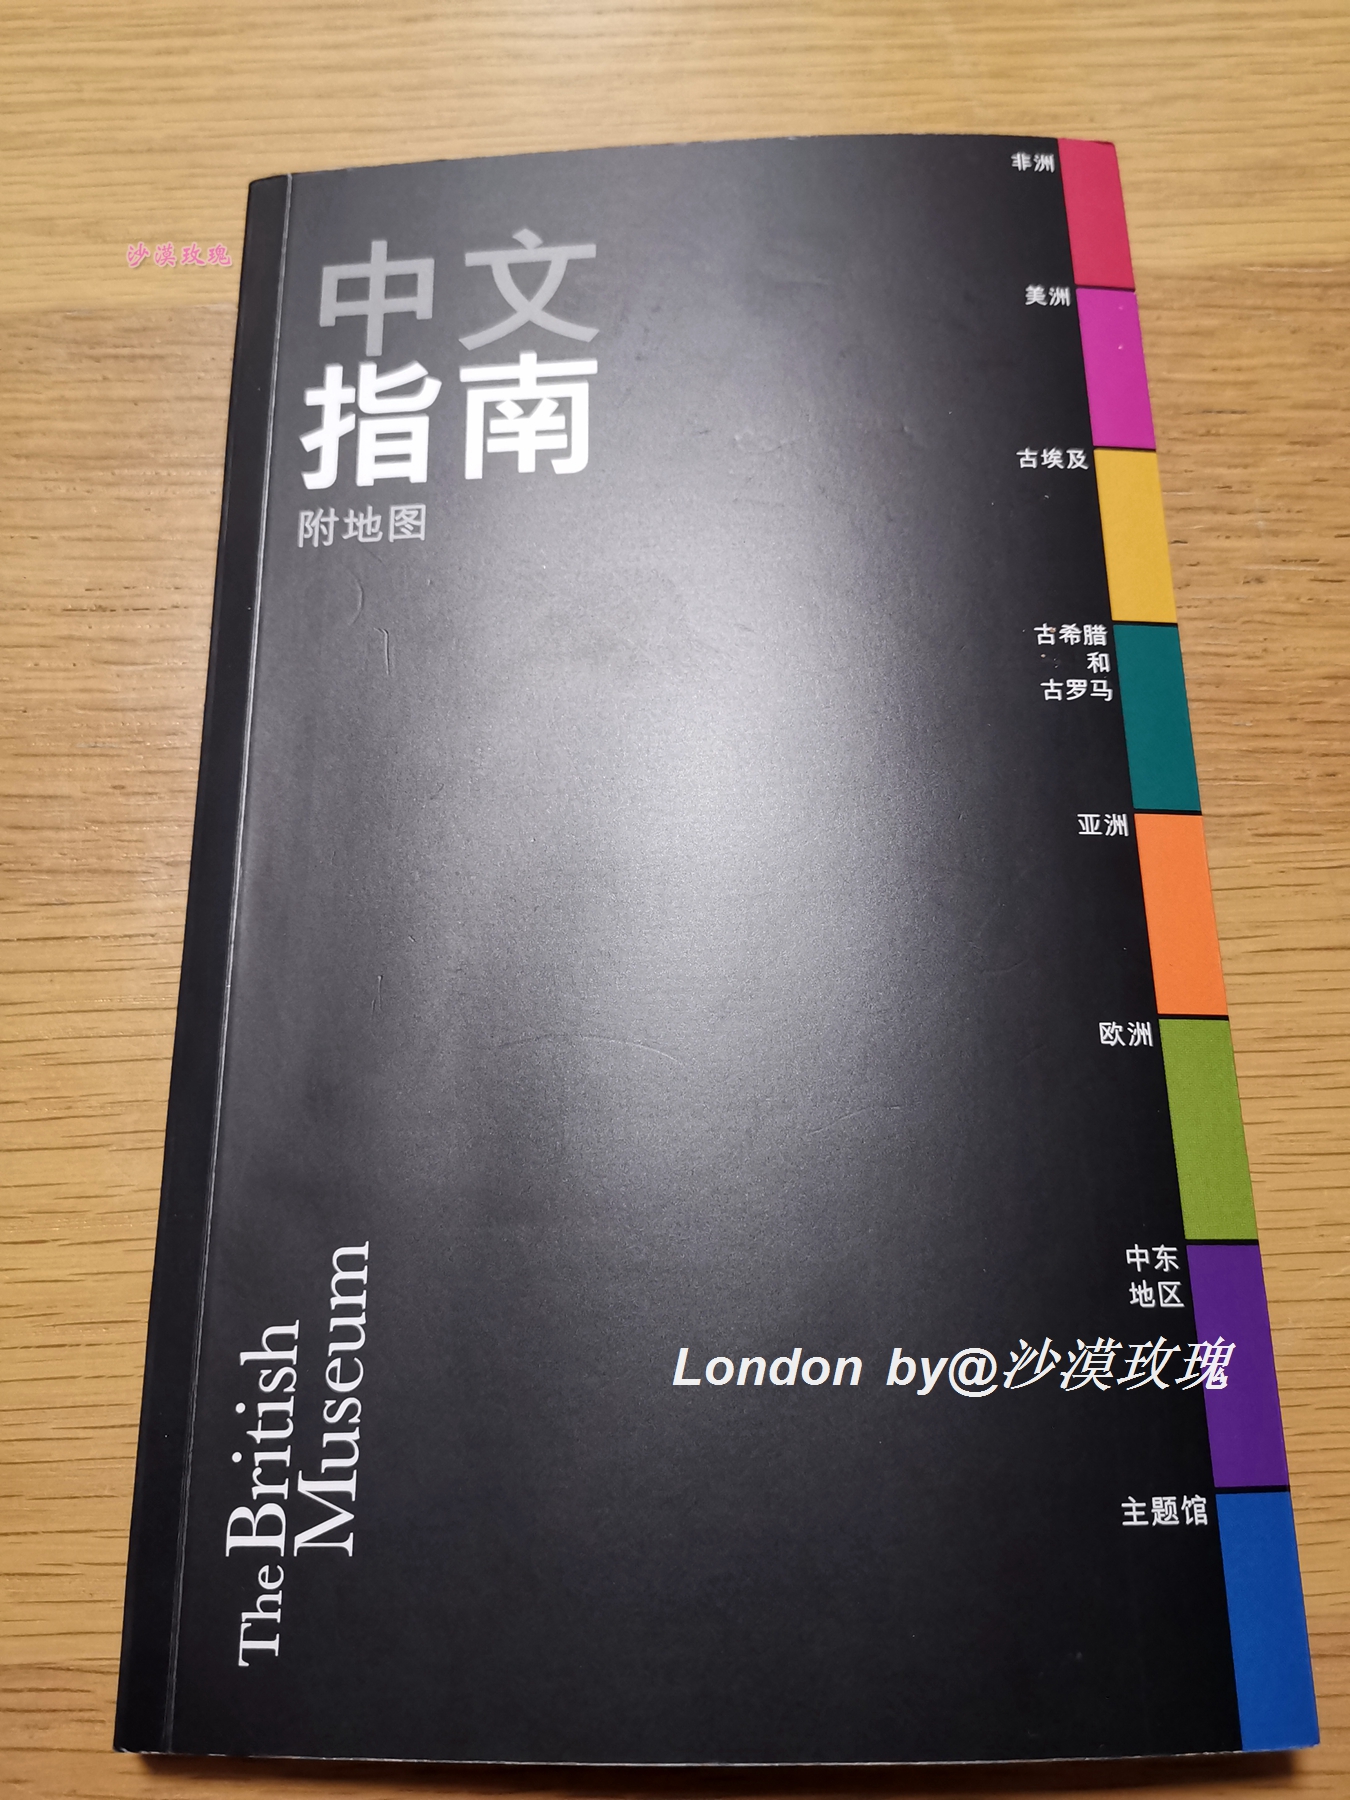 非洲
沙漠玫瑰
中文
指南
附地图
美洲
古埃及
古希腊
和
古罗马
亚洲
欧洲
中东
地区
The British
Museum
London by@沙漠玫瑰
主题馆